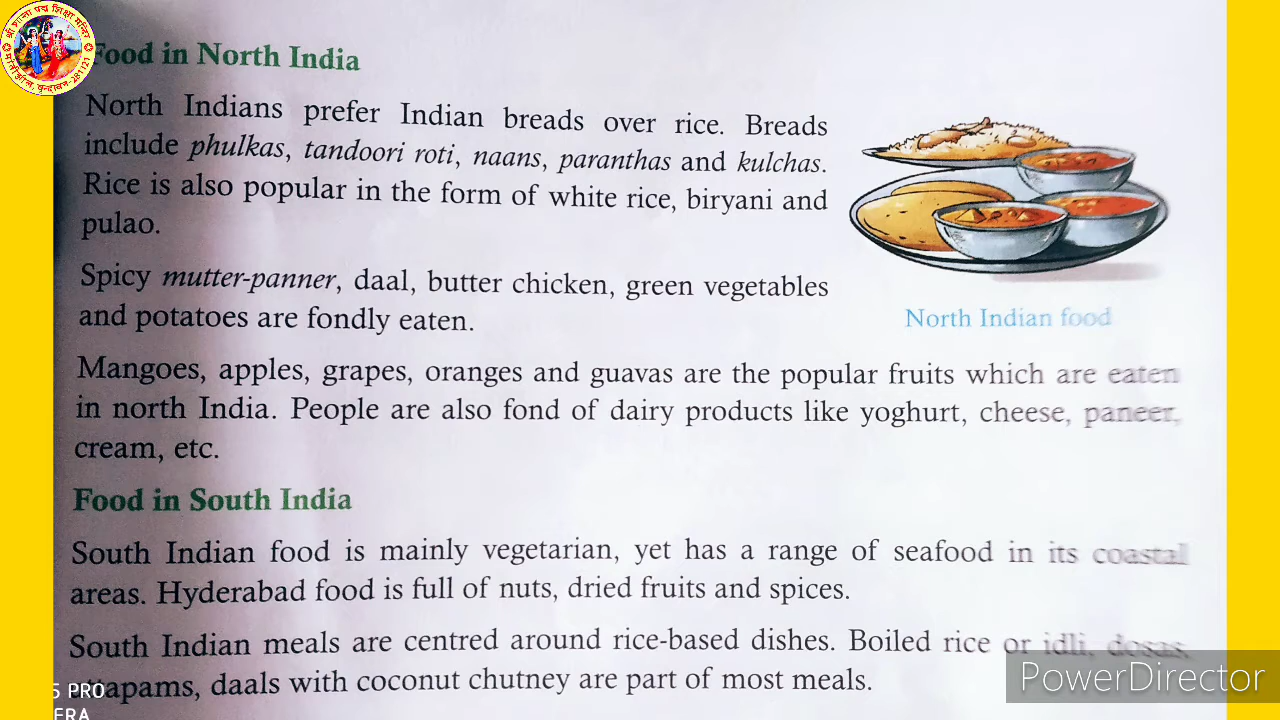 Food in North India
North Indians prefer Indian breads over rice. Breads
include phulkas, tandoori roti, naans, paranthas and kulchas.
Rice is also popular in the form of white rice, biryani and
pulao.
Spicy mutter-panner, daal, butter chicken, green vegetables
and potatoes are fondly eaten.
North Indian food
Mangoes, apples, grapes, oranges and guavas are the popular fruits which are eaten
in north India. People are also fond of dairy products like yoghurt, cheese, paneer,
cream, etc.
Food in South India
South Indian food is mainly vegetarian, yet has a range of seafood in its coastal
areas. Hyderabad food is full of nuts, dried fruits and spices.
South Indian meals are centred around rice-based dishes. Boiled rice or idli, dosas,
daals with coconut chutney are part of most meals.
5 PRO
ERA
PowerDirector